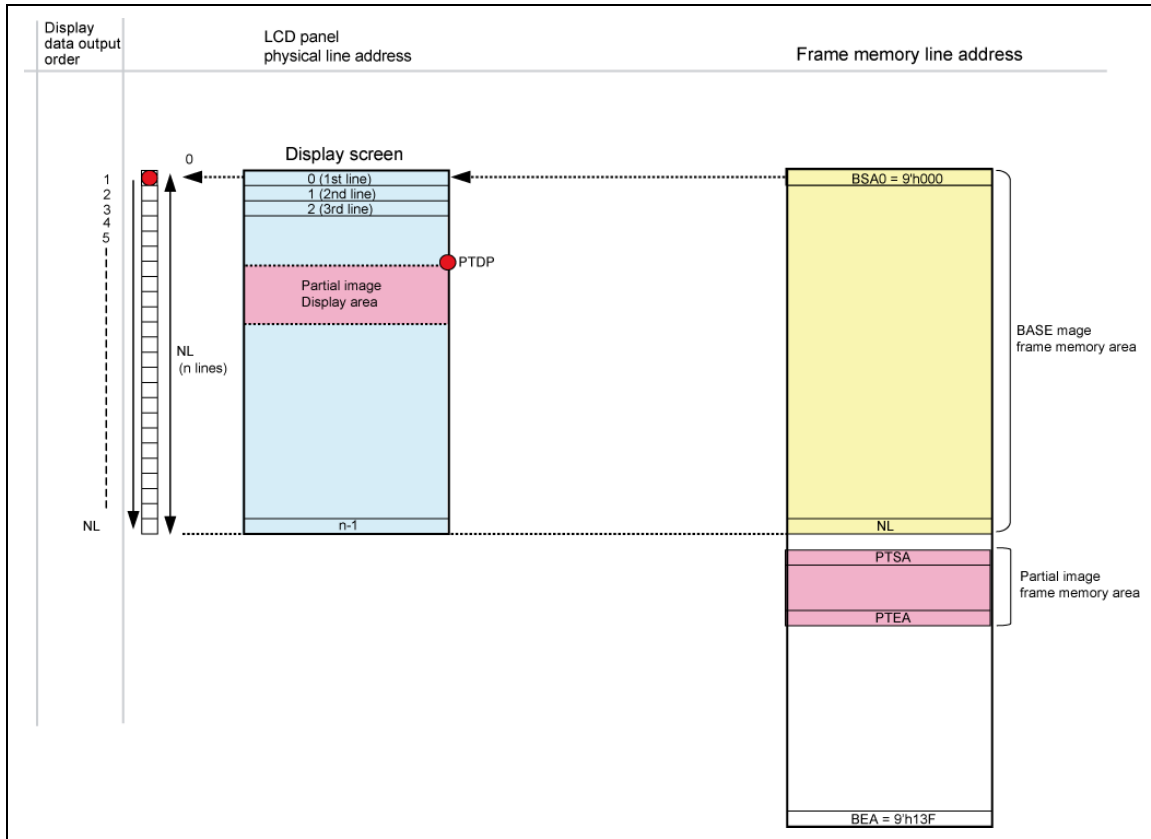 Display
data output
order
LCD panel
physical line address
Frame memory line address
Display screen
0
1
2
3
4
5
NL
NL
(n lines)
0 (1st line)
1 (2nd line)
2 (3rd line)
PTDP
Partial image
Display area
n-1
BSA0 = 9'h000
BASE mage
frame memory area
NL
PTSA
Partial image
frame memory area
PTEA
BEA = 9'h13F